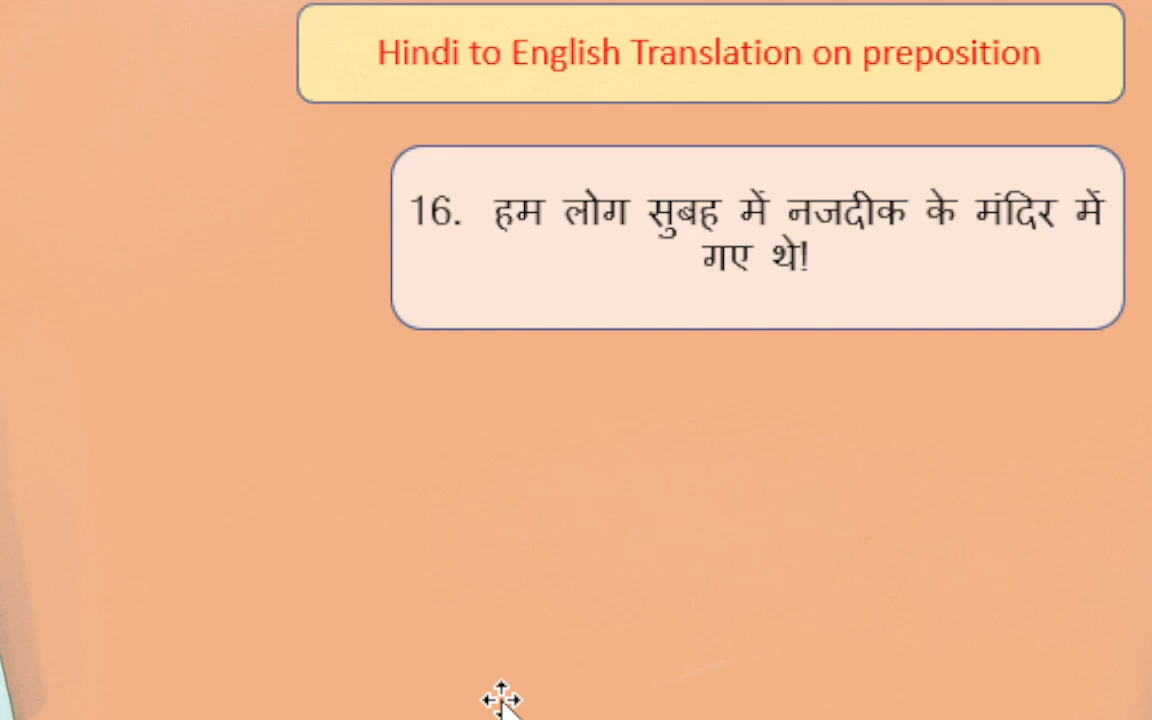 Hindi to English Translation on preposition
16. हम लोग सुबह में नजदीक के मंदिर में
गए थे!